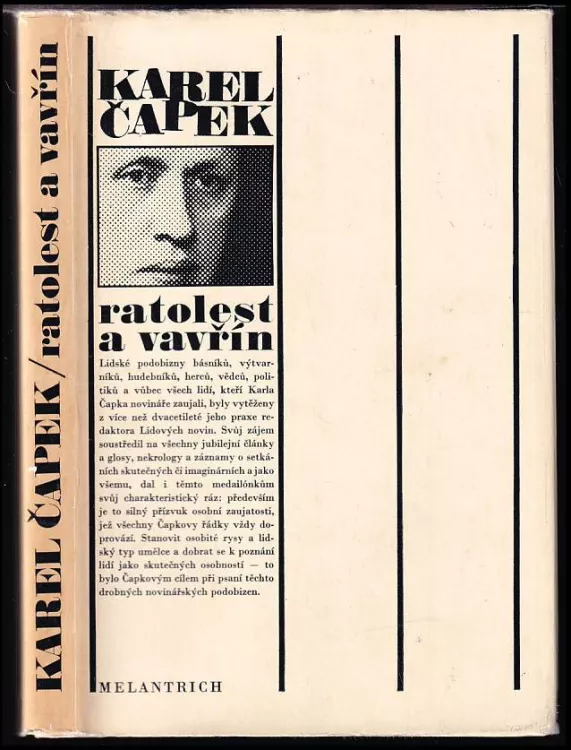 KAREL ČAPEK / ratolest a vavřín
KAREL
ČAPEK
ratolest
a vavřín
Lidské podobizny básníků, výtvar-
níků, hudebníků, herců, vědců, poli-
tiků a vůbec všech lidí, kteří Karla
Čapka novináře zaujali, byly vytěženy
z více než dvacetileté jeho praxe re-
daktora Lidových novin. Svůj zájem
soustředil na všechny jubilejní články
a glosy, nekrology a záznamy o setká-
ních skutečných či imaginárních a jako
všemu, dal i těmto medailónkům
svůj charakteristický ráz: především
je to silný přízvuk osobní zaujatosti,
jež všechny Čapkovy řádky vždy do-
provází. Stanovit osobité rysy a lid-
ský typ umělce a dobrat se k poznání
lidí jako skutečných osobností — to
bylo Čapkovým cílem při psaní těchto
drobných novinářských podobizen.
MELANTRICH